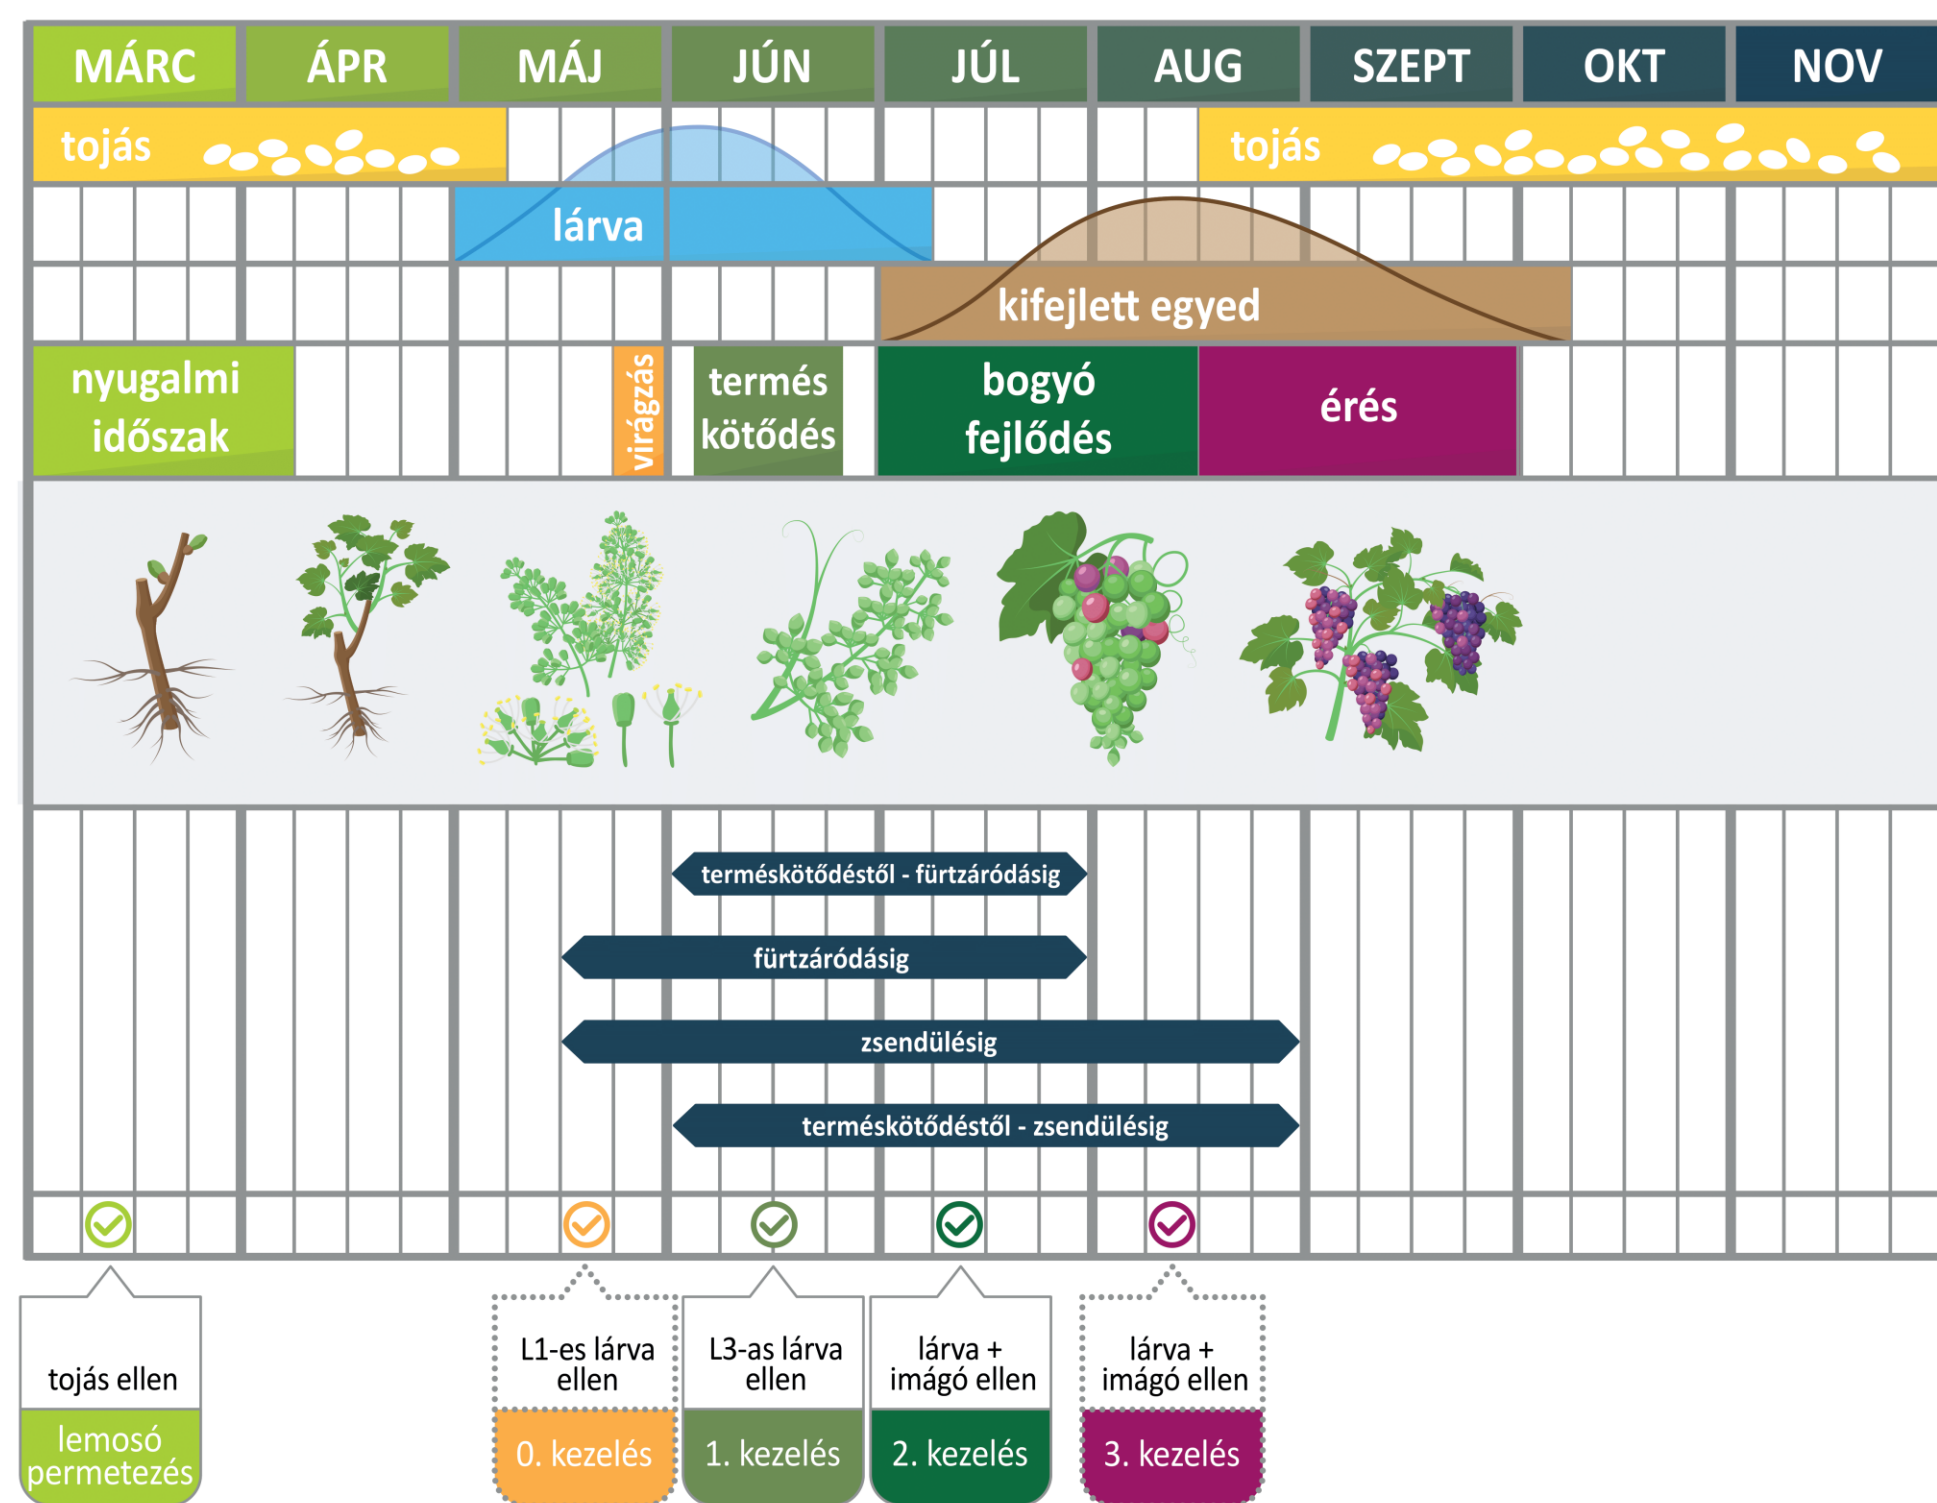 MÁRC ÁPR MÁJ JÚN JÚL AUG SZEPT OKT NOV
tojás tojás
lárva
kifejlett egyed
nyugalmi
időszak
virágzás
termés
kötődés
bogyó
fejlődés
érés
terméskötődéstől - fürtzáródásig
fürtzáródásig
zsendülésig
terméskötődéstől - zsendülésig
tojás ellen
lemosó
permetezés
L1-es lárva
ellen
0. kezelés
L3-as lárva
ellen
1. kezelés
lárva +
imágó ellen
2. kezelés
lárva +
imágó ellen
3. kezelés